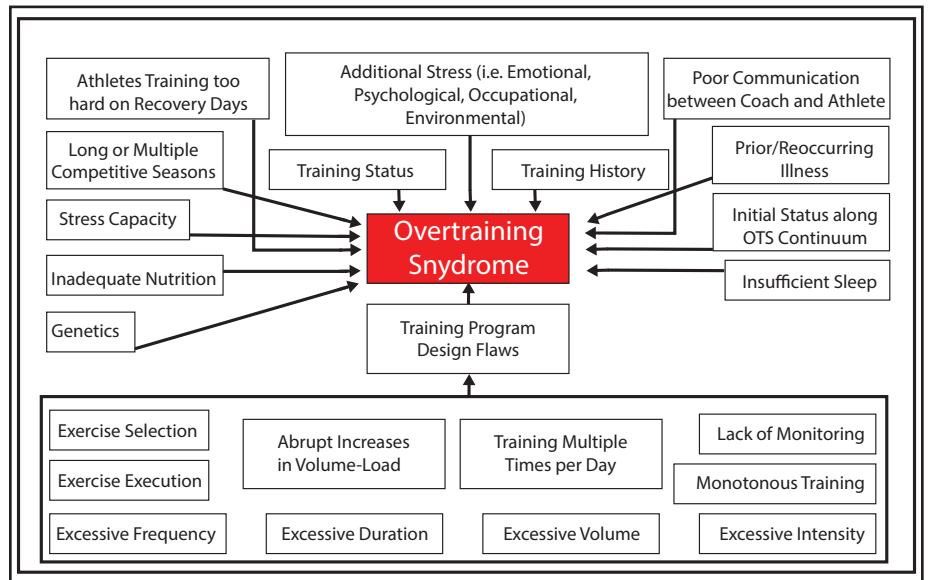 Athletes Training too
hard on Recovery Days
Additional Stress (i.e. Emotional,
Psychological, Occupational,
Environmental)
Poor Communication
between Coach and Athlete
Long or Multiple
Competitive Seasons
Training Status
Training History
Prior/Reoccurring
Illness
Stress Capacity
Overtraining
Snydrome
Initial Status along
OTS Continuum
Inadequate Nutrition
Insufficient Sleep
Genetics
Training Program
Design Flaws
Exercise Selection
Abrupt Increases
in Volume-Load
Training Multiple
Times per Day
Lack of Monitoring
Exercise Execution
Monotonous Training
Excessive Frequency
Excessive Duration
Excessive Volume
Excessive Intensity